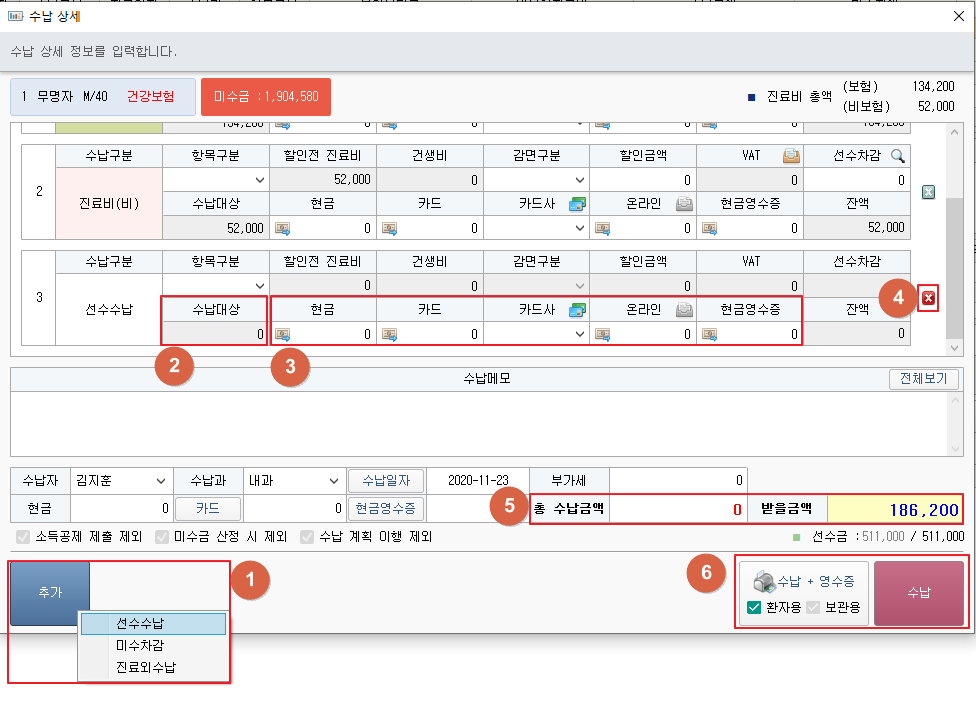 수납 상세
수납 상세 정보를 입력합니다.
1 무명자 M/40 건강보험 미수금 :1,904,580 ■ 진료비 총액 (보험) 134,200
(비보험) 52,000
2 수납구분 항목구분 할인전 진료비 건생비 감면구분 할인금액 VAT 선수차감
진료비(비) 52,000 0 0 0 0
수납대상 현금 카드 카드사 온라인 현금영수증 잔액
52,000 0 0 0 0 52,000
3 수납구분 항목구분 할인전 진료비 건생비 감면구분 할인금액 VAT 선수차감
선수수납 0 0 0 0 0
수납대상 현금 카드 카드사 온라인 현금영수증 잔액 4
0 0 0 0 0 0
2 3
수납메모 전체보기
수납자 김지훈 수납과 내과 수납일자 2020-11-23 부가세 0
현금 0 카드 0 현금영수증 5 총 수납금액 0 받을금액 186,200
소득공제 제출 제외 미수금 산정 시 제외 수납 계획 이행 제외 ■ 선수금 :511,000 / 511,000
추가 1 6 수납 + 영수증 수납
환자용 보관용
선수수납
미수차감
진료외수납